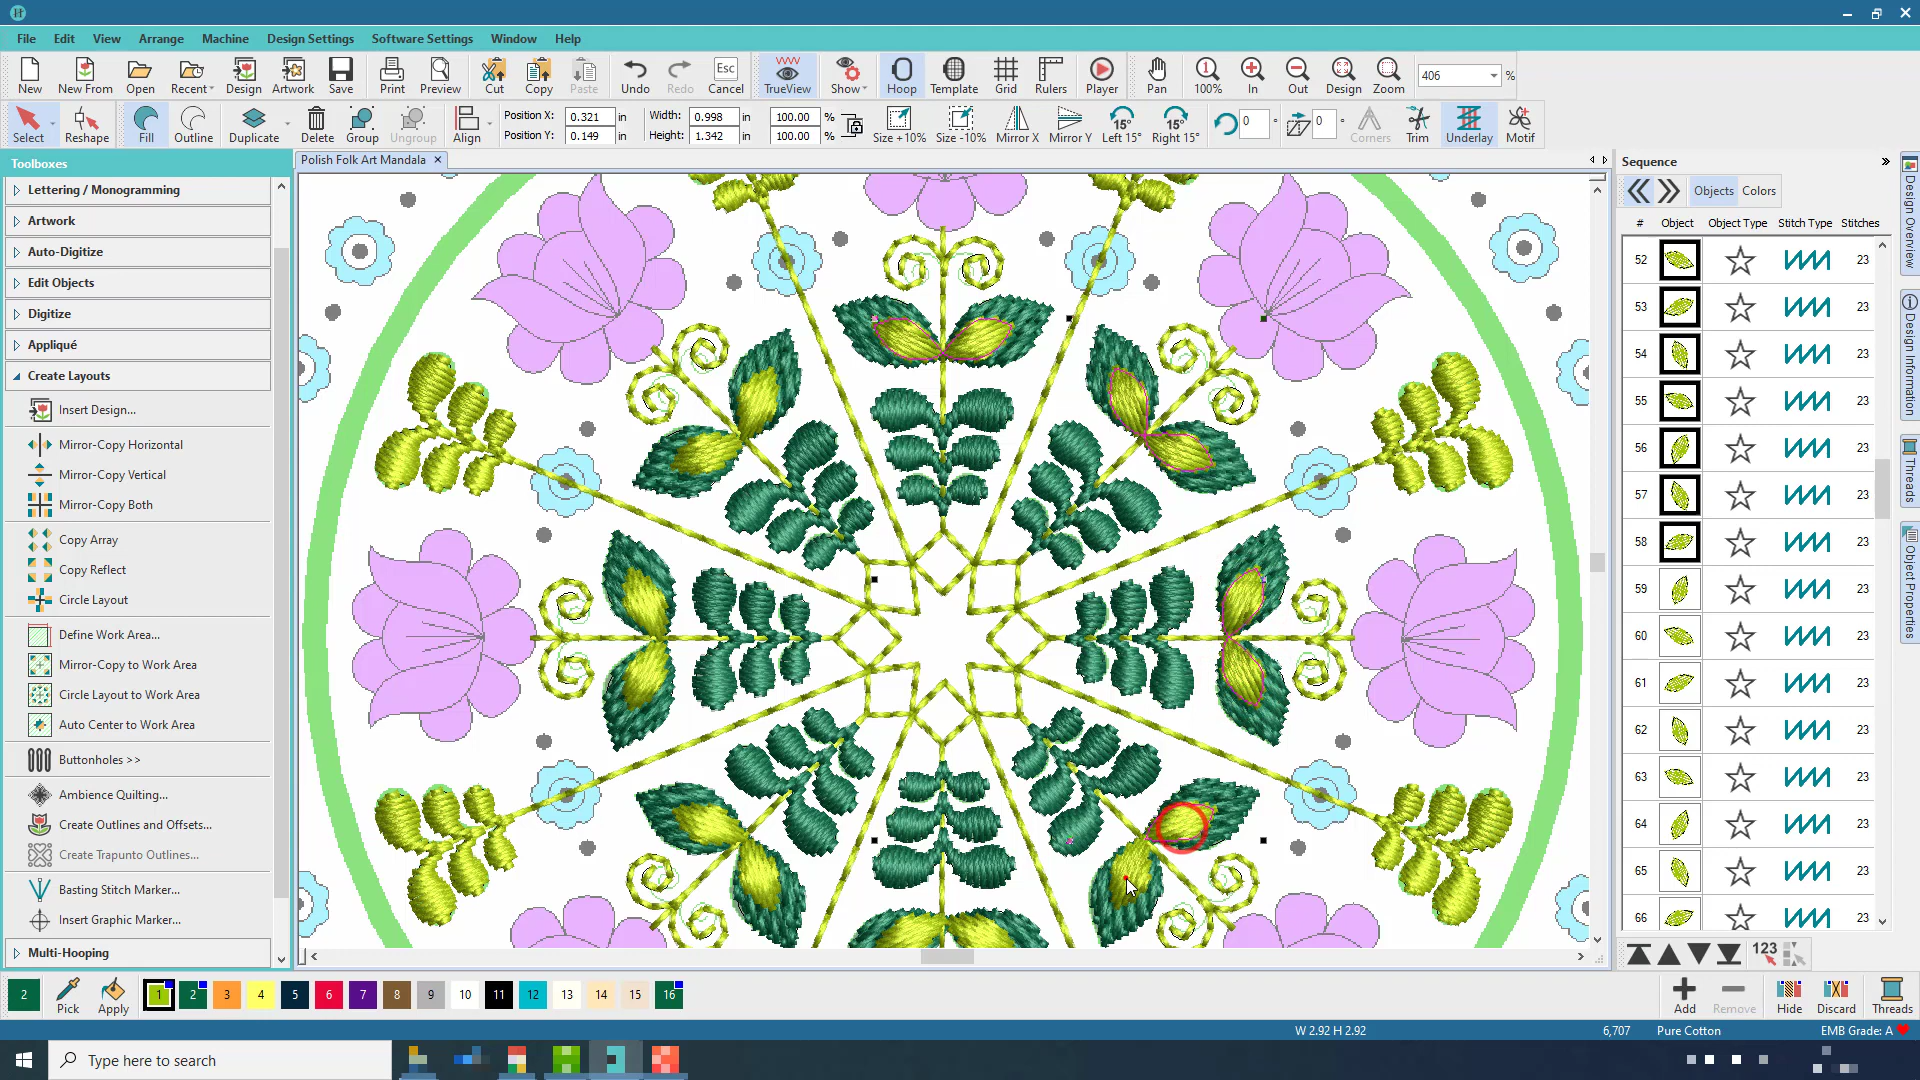 File Edit View Arrange Machine Design Settings Software Settings Window Help
New New From Open Recent Design Artwork Save Print Preview Cut Copy Paste Undo Redo Esc Cancel TrueView Show Hoop Template Grid Rulers Player Pan 1 100% In Out Design Zoom 406 %
Select Reshape Fill Outline Duplicate Delete Group Ungroup Align
Position X: 0.321 in Width: 0.998 in 100.00 %
Position Y: 0.149 in Height: 1.342 in 100.00 %
Size +10% Size -10% Mirror X Mirror Y 15° Left 15° 15° Right 15° 0 ° 0 ° Corners Trim Underlay Motif
Toolboxes
Polish Folk Art Mandala
Lettering / Monogramming
Artwork
Auto-Digitize
Edit Objects
Digitize
Appliqué
Create Layouts
Insert Design...
Mirror-Copy Horizontal
Mirror-Copy Vertical
Mirror-Copy Both
Copy Array
Copy Reflect
Circle Layout
Define Work Area...
Mirror-Copy to Work Area
Circle Layout to Work Area
Auto Center to Work Area
Buttonholes >>
Ambience Quilting...
Create Outlines and Offsets...
Create Trapunto Outlines...
Basting Stitch Marker...
Insert Graphic Marker...
Multi-Hooping
Sequence
Objects Colors
# Object Object Type Stitch Type Stitches
52 23
53 23
54 23
55 23
56 23
57 23
58 23
59 23
60 23
61 23
62 23
63 23
64 23
65 23
66 23
123
Design Overview
Design Information
Threads
Object Properties
2 Pick Apply 1 2 3 4 5 6 7 8 9 10 11 12 13 14 15 16 Add Remove Hide Discard Threads
W 2.92 H 2.92 6,707 Pure Cotton EMB Grade: A
Type here to search